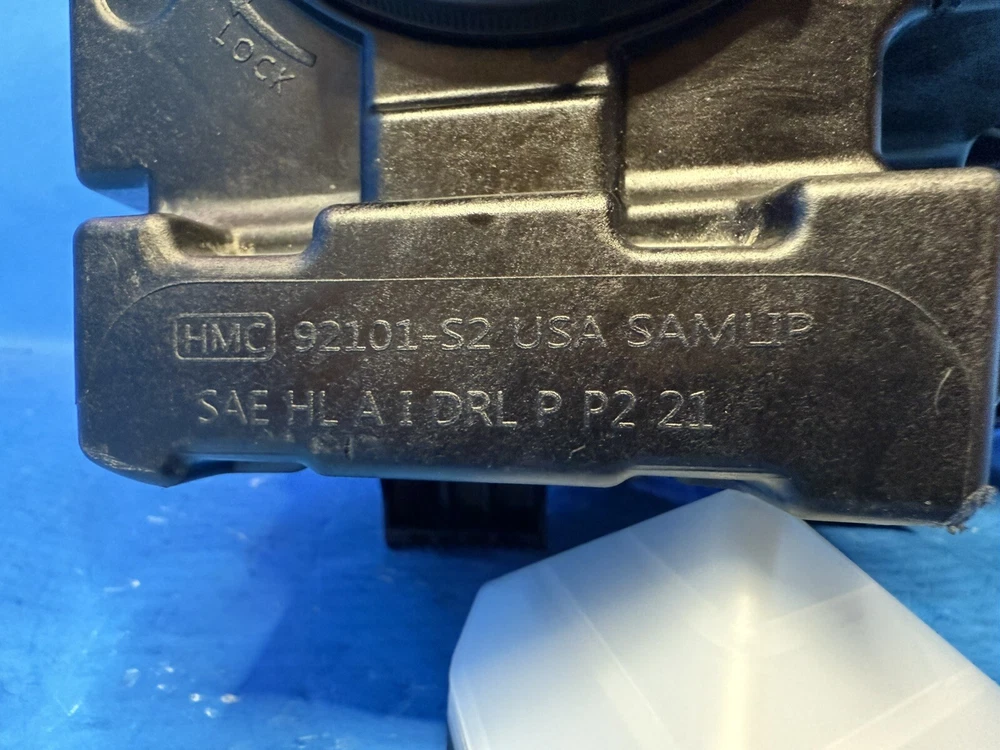 LOCK
HMC 92101-S2 USA SAMLIP
SAE HL A I DRL P P2 21